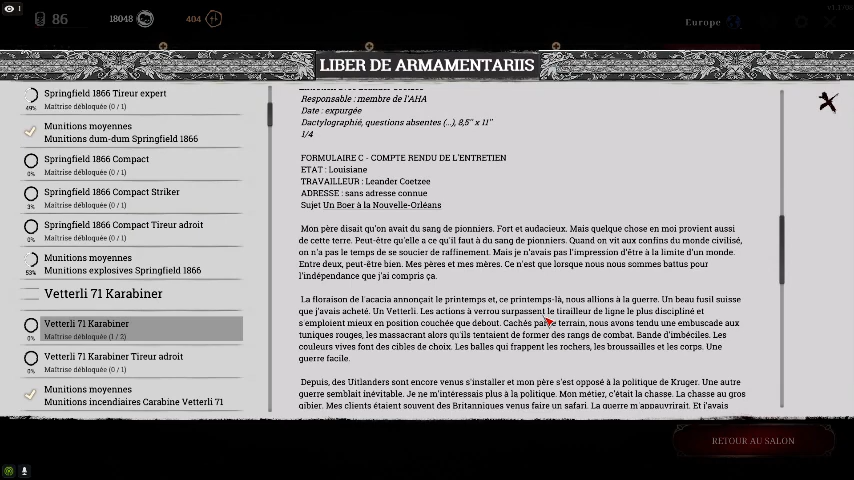 1
86
18048
404
Europe
LIBER DE ARMAMENTARIIS
Springfield 1866 Tireur expert
49%
Maîtrise débloquée (0 / 1)
Munitions moyennes
Munitions dum-dum Springfield 1866
Springfield 1866 Compact
0%
Maîtrise débloquée (0 / 1)
Springfield 1866 Compact Striker
3%
Maîtrise débloquée (0 / 1)
Springfield 1866 Compact Tireur adroit
0%
Maîtrise débloquée (0 / 1)
Munitions moyennes
53%
Munitions explosives Springfield 1866
Vetterli 71 Karabiner
Vetterli 71 Karabiner
0%
Maîtrise débloquée (1 / 2)
Vetterli 71 Karabiner Tireur adroit
0%
Maîtrise débloquée (0 / 1)
Munitions moyennes
Munitions incendiaires Carabine Vetterli 71
Responsable : membre de l'AHA
Date : expurgée
Dactylographié, questions absentes (..), 8,5" x 11"
1/4
FORMULAIRE C - COMPTE RENDU DE L'ENTRETIEN
ETAT : Louisiane
TRAVAILLEUR : Leander Coetzee
ADRESSE : sans adresse connue
Sujet Un Boer à la Nouvelle-Orléans
Mon père disait qu'on avait du sang de pionniers. Fort et audacieux. Mais quelque chose en moi provient aussi
de cette terre. Peut-être qu'elle a ce qu'il faut à du sang de pionniers. Quand on vit aux confins du monde civilisé,
on n'a pas le temps de se soucier de raffinement. Mais je n'avais pas l'impression d'être à la limite d'un monde.
Entre deux, peut-être bien. Mes pères et mes mères. Ce n'est que lorsque nous nous sommes battus pour
l'indépendance que j'ai compris ça.
La floraison de l'acacia annonçait le printemps et, ce printemps-là, nous allions à la guerre. Un beau fusil suisse
que j'avais acheté. Un Vetterli. Les actions à verrou surpassent le tirailleur de ligne le plus discipliné et
s'emploient mieux en position couchée que debout. Cachés par le terrain, nous avons tendu une embuscade aux
tuniques rouges, les massacrant alors qu'ils tentaient de former des rangs de combat. Bande d'imbéciles. Les
couleurs vives font des cibles de choix. Les balles qui frappent les rochers, les broussailles et les corps. Une
guerre facile.
Depuis, des Uitlanders sont encore venus s'installer et mon père s'est opposé à la politique de Kruger. Une autre
guerre semblait inévitable. Je ne m'intéressais plus à la politique. Mon métier, c'était la chasse. La chasse au gros
gibier. Mes clients étaient souvent des Britanniques venus faire un safari. La guerre m'appauvrirait. Et j'avais
RETOUR AU SALON